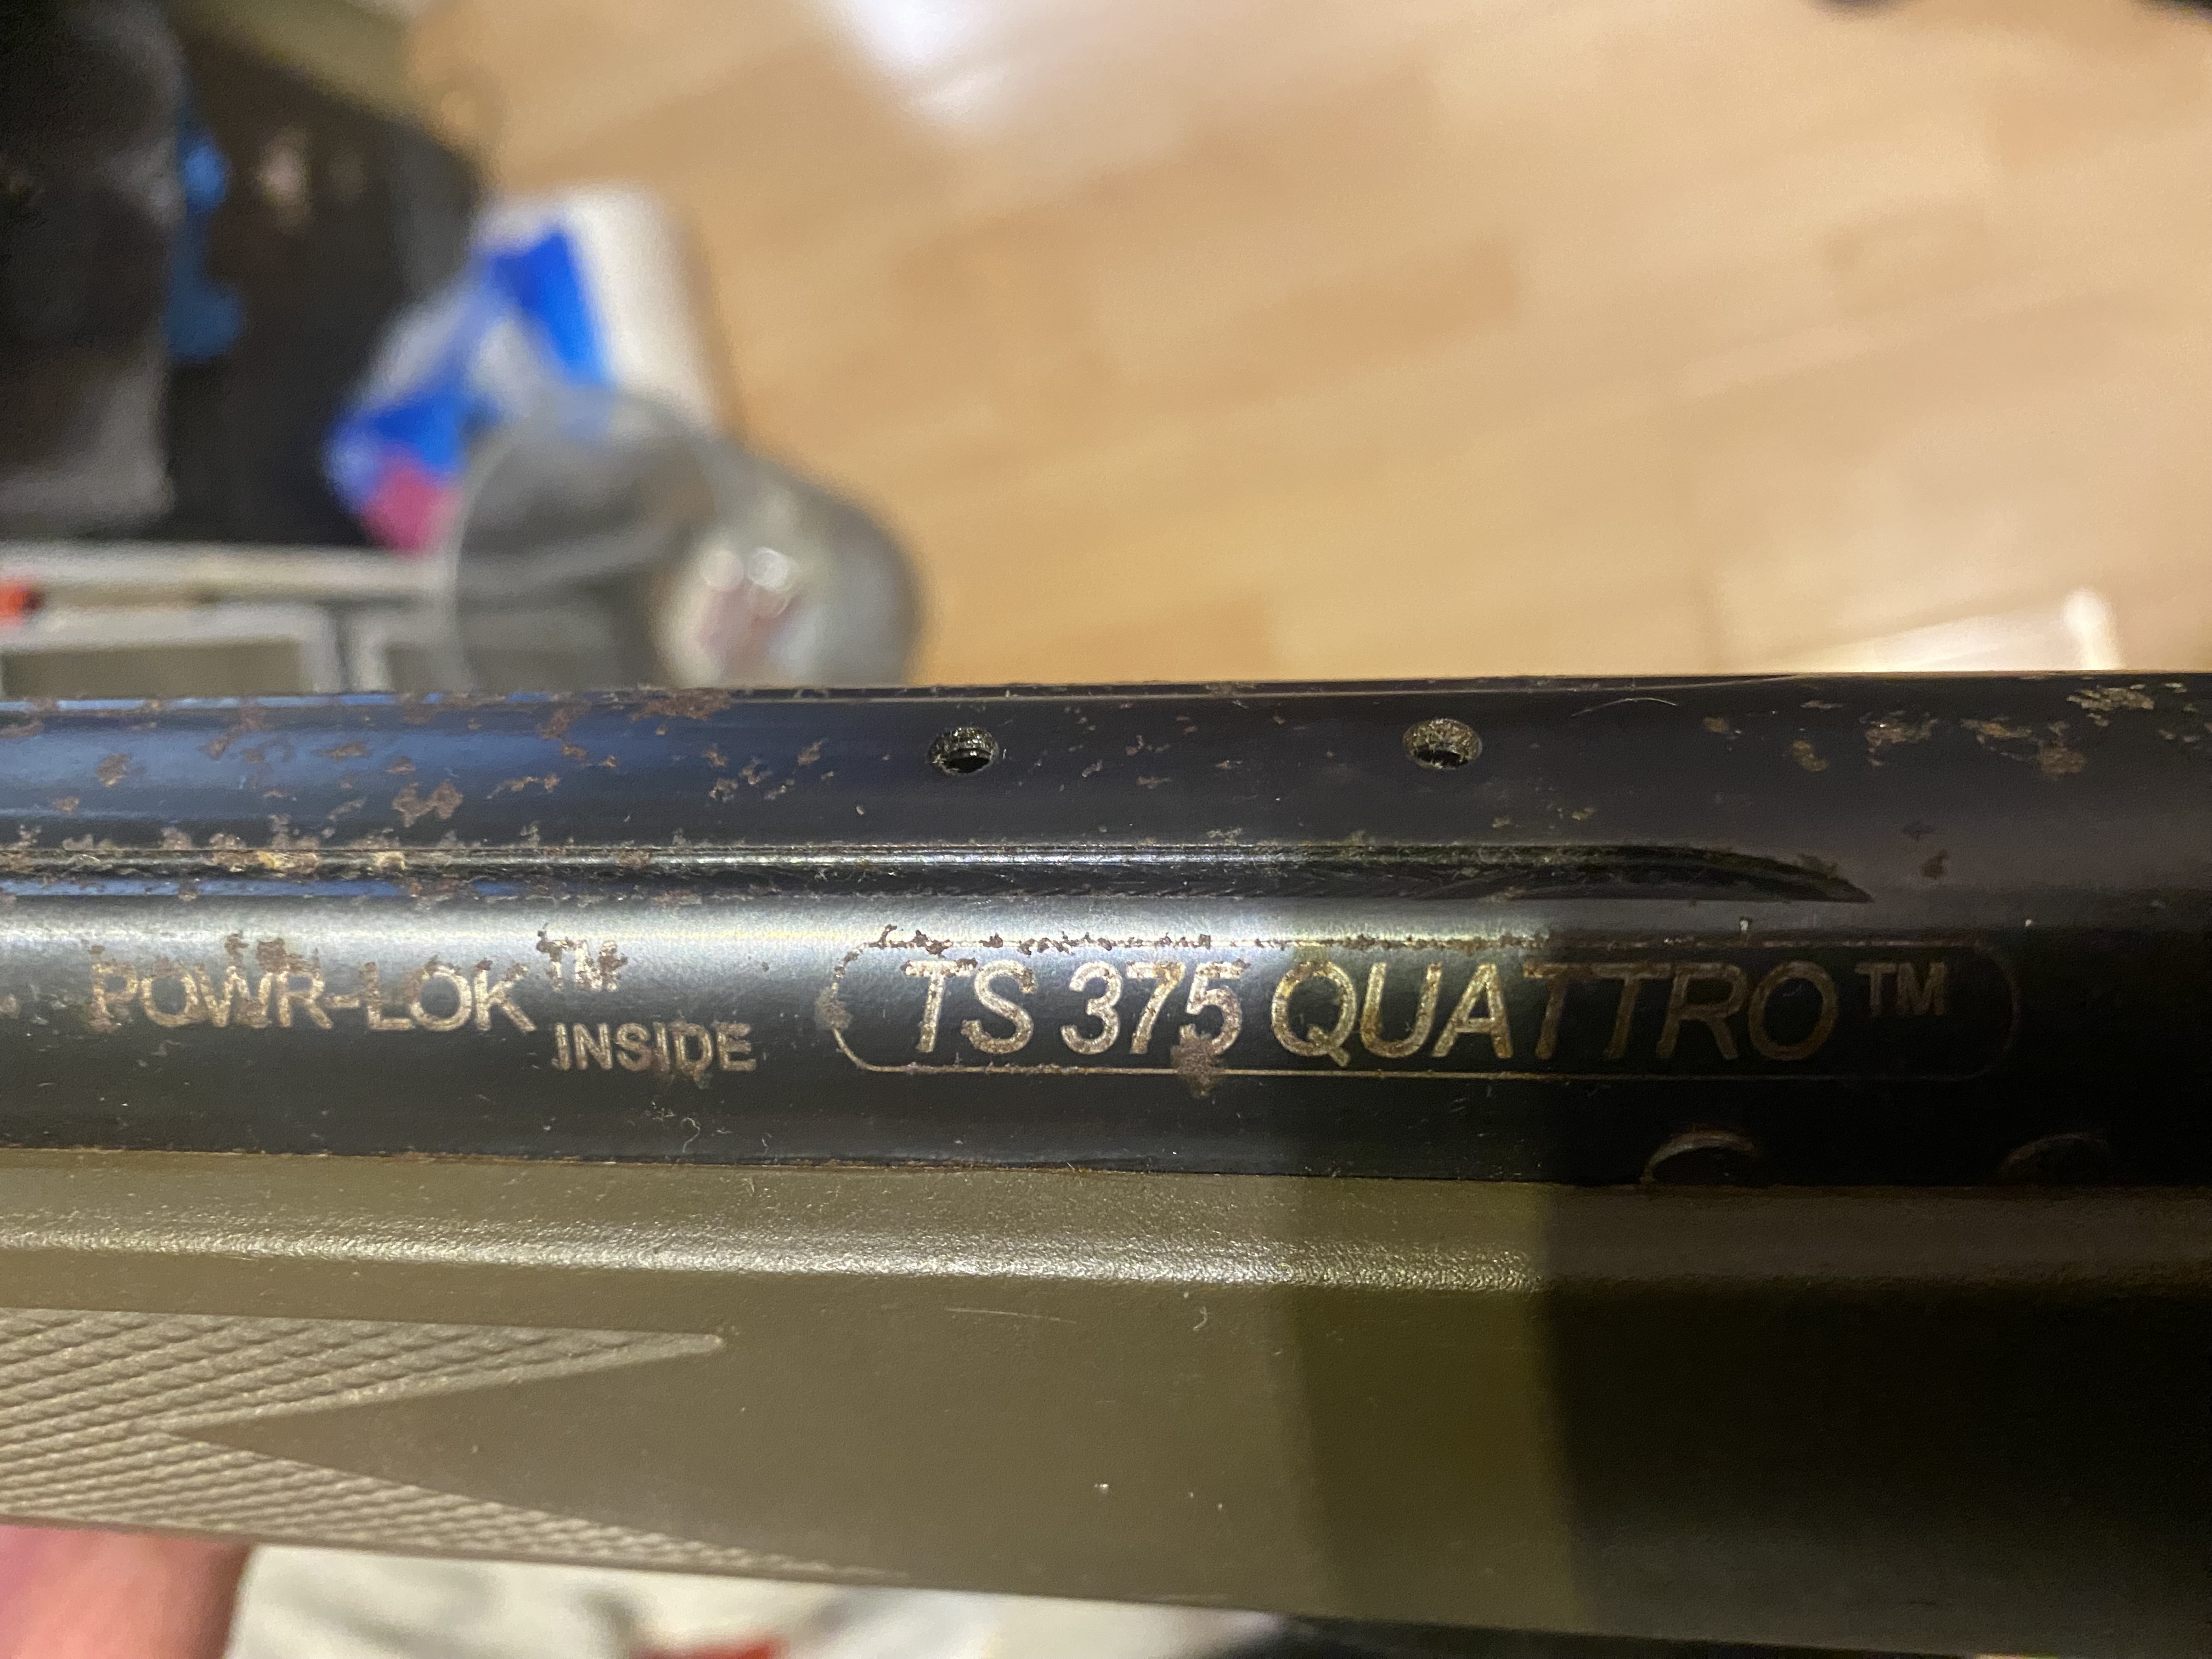 POWR-LOK™
INSIDE
TS 375 QUATTRO™